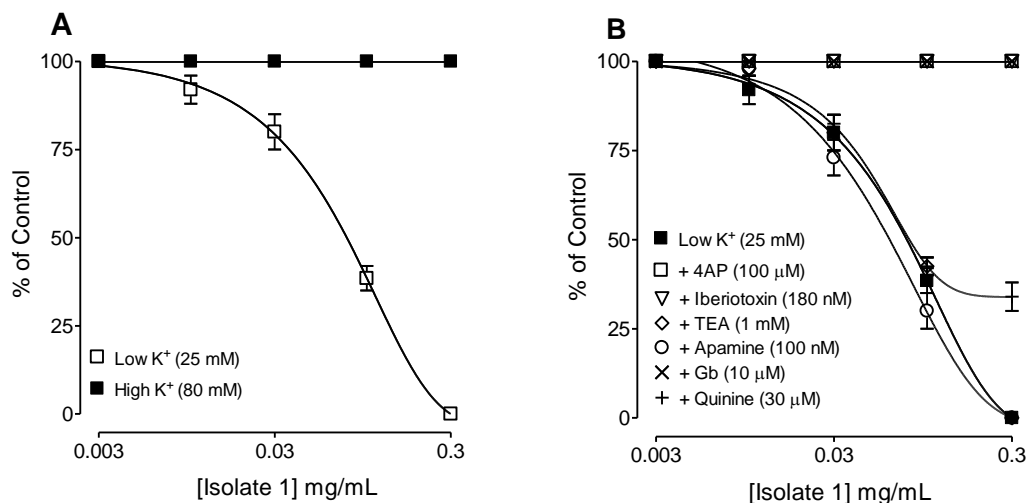 A
100
75
50
25
0
% of Control
Low K⁺ (25 mM)
High K⁺ (80 mM)
0.003
0.03
0.3
[Isolate 1] mg/mL
B
100
75
50
25
0
% of Control
Low K⁺ (25 mM)
+ 4AP (100 µM)
+ Iberiotoxin (180 nM)
+ TEA (1 mM)
+ Apamine (100 nM)
+ Gb (10 µM)
+ Quinine (30 µM)
0.003
0.03
0.3
[Isolate 1] mg/mL